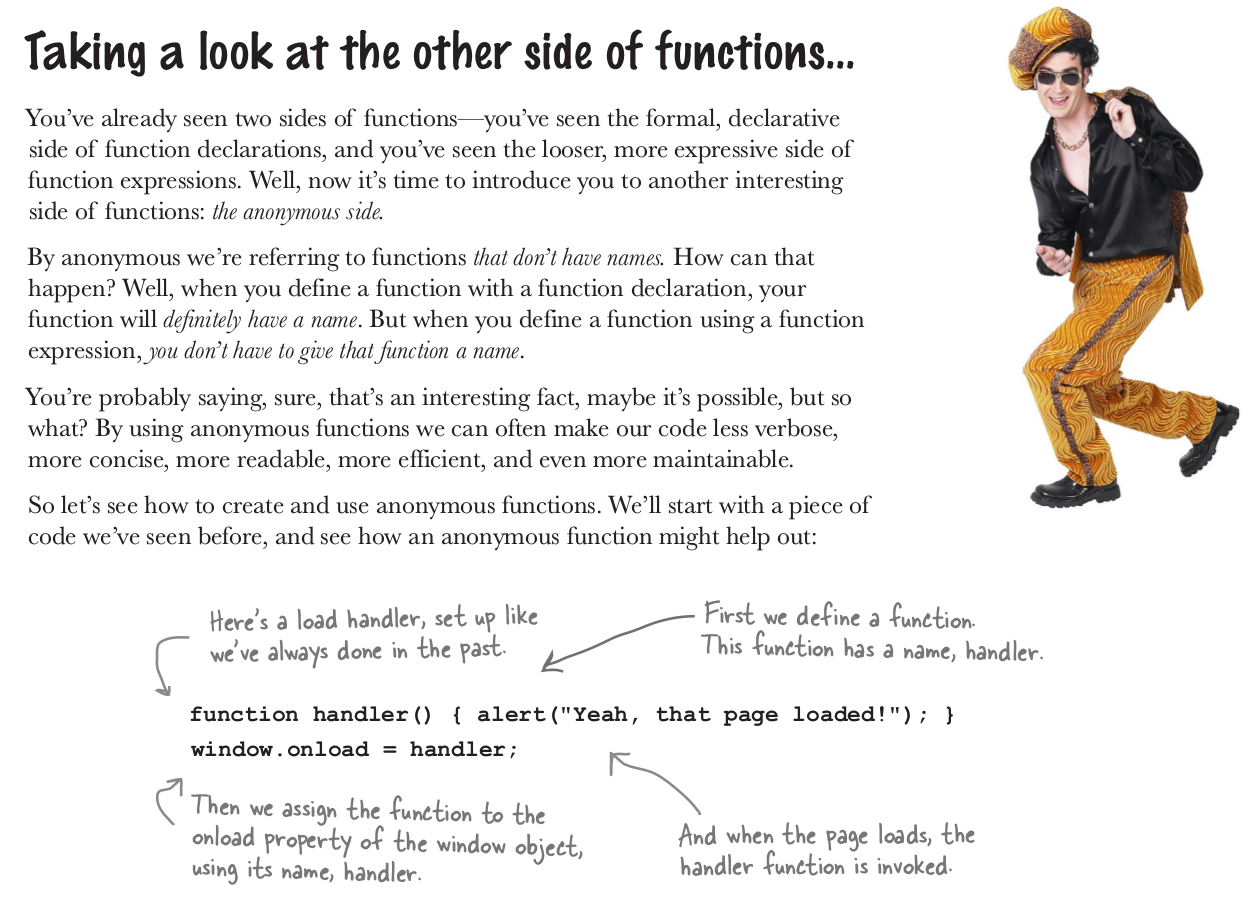 Taking a look at the other side of functions...
You've already seen two sides of functions—you've seen the formal, declarative
side of function declarations, and you've seen the looser, more expressive side of
function expressions. Well, now it's time to introduce you to another interesting
side of functions: the anonymous side.
By anonymous we're referring to functions that don't have names. How can that
happen? Well, when you define a function with a function declaration, your
function will definitely have a name. But when you define a function using a function
expression, you don't have to give that function a name.
You're probably saying, sure, that's an interesting fact, maybe it's possible, but so
what? By using anonymous functions we can often make our code less verbose,
more concise, more readable, more efficient, and even more maintainable.
So let's see how to create and use anonymous functions. We'll start with a piece of
code we've seen before, and see how an anonymous function might help out:
Here's a load handler, set up like
we've always done in the past.
First we define a function.
This function has a name, handler.
function handler() { alert("Yeah, that page loaded!"); }
window.onload = handler;
Then we assign the function to the
onload property of the window object,
using its name, handler.
And when the page loads, the
handler function is invoked.